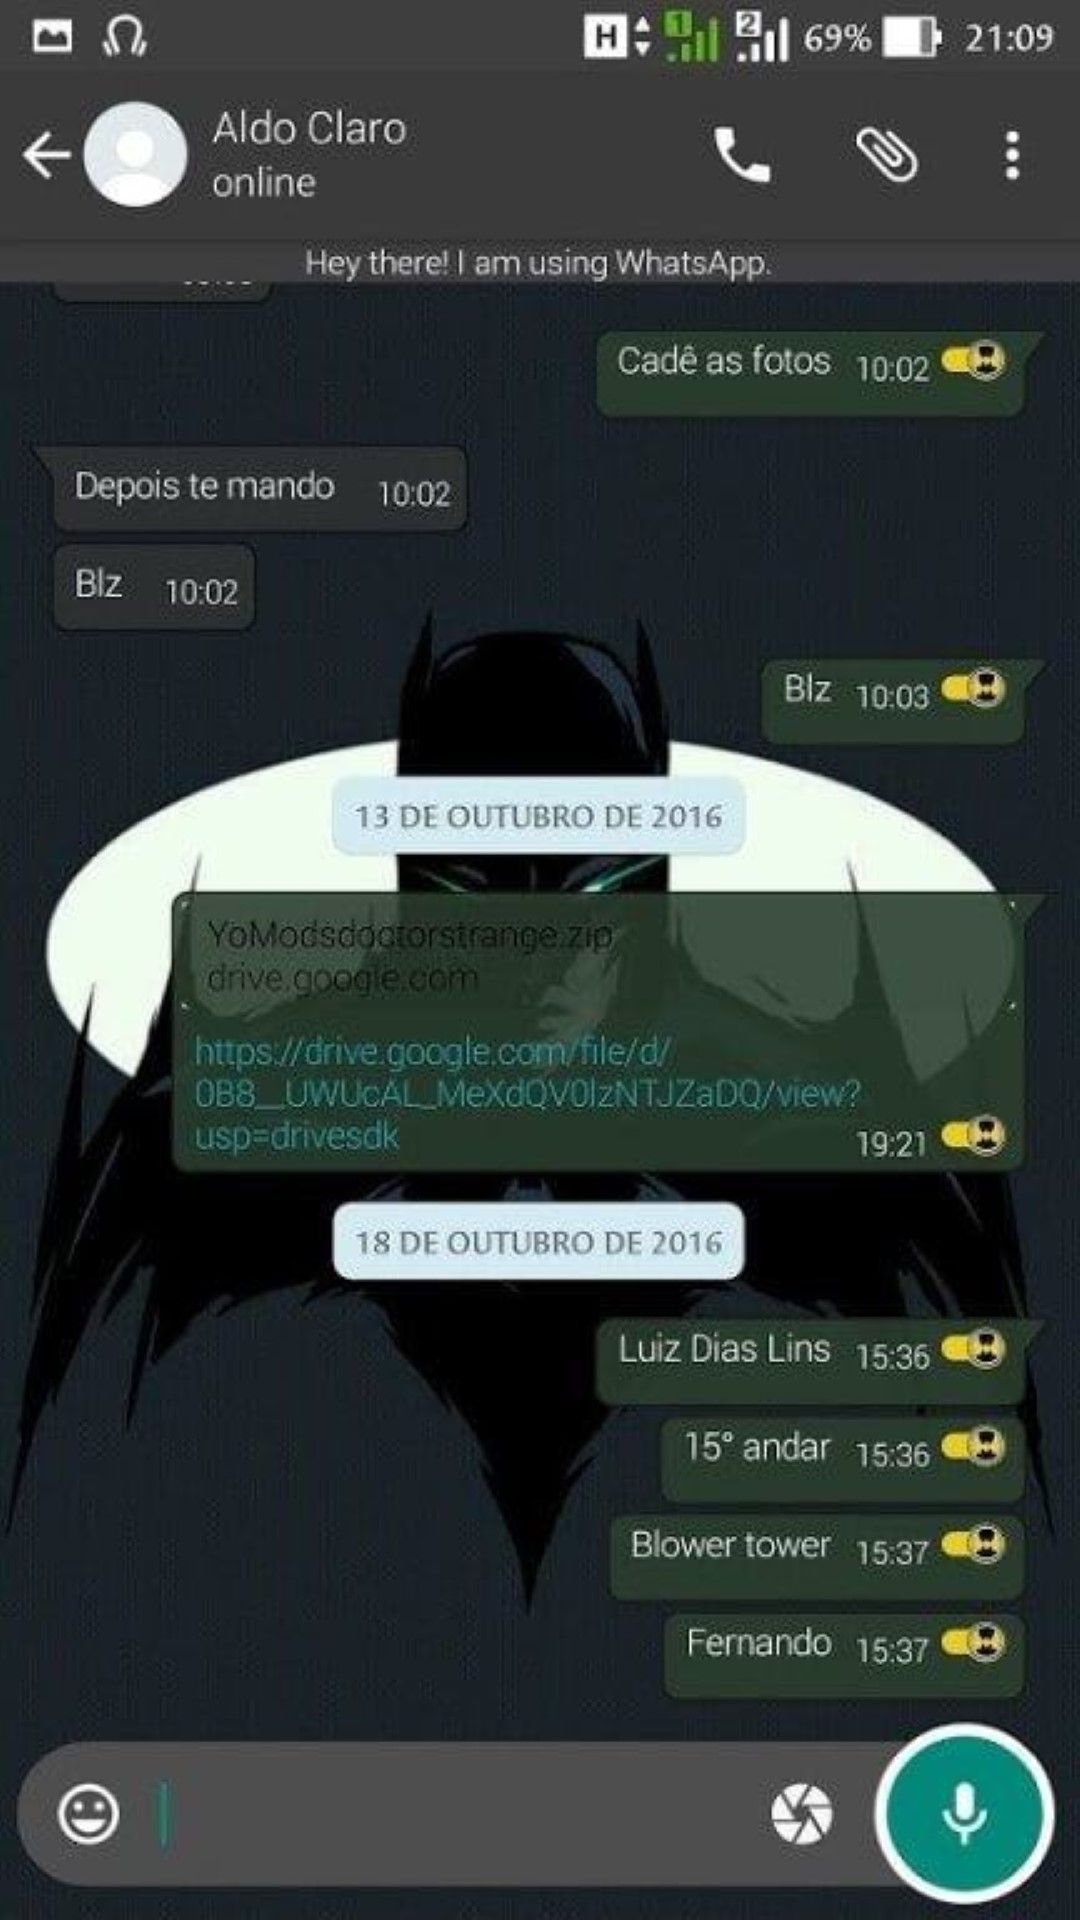 H 1 2 69% 21:09
Aldo Claro
online
Hey there! I am using WhatsApp.
Cadê as fotos 10:02
Depois te mando 10:02
Blz 10:02
Blz 10:03
13 DE OUTUBRO DE 2016
YoModsdoctorstrange.zip
drive.google.com
https://drive.google.com/file/d/
0B8__UWUcAL_MeXdQV0lzNTJZaDQ/view?
usp=drivesdk
19:21
18 DE OUTUBRO DE 2016
Luiz Dias Lins 15:36
15° andar 15:36
Blower tower 15:37
Fernando 15:37